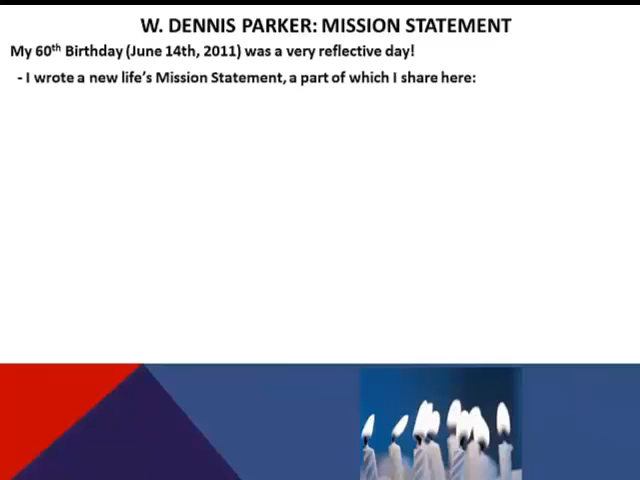 W. DENNIS PARKER: MISSION STATEMENT
My 60th Birthday (June 14th, 2011) was a very reflective day!
- I wrote a new life's Mission Statement, a part of which I share here: